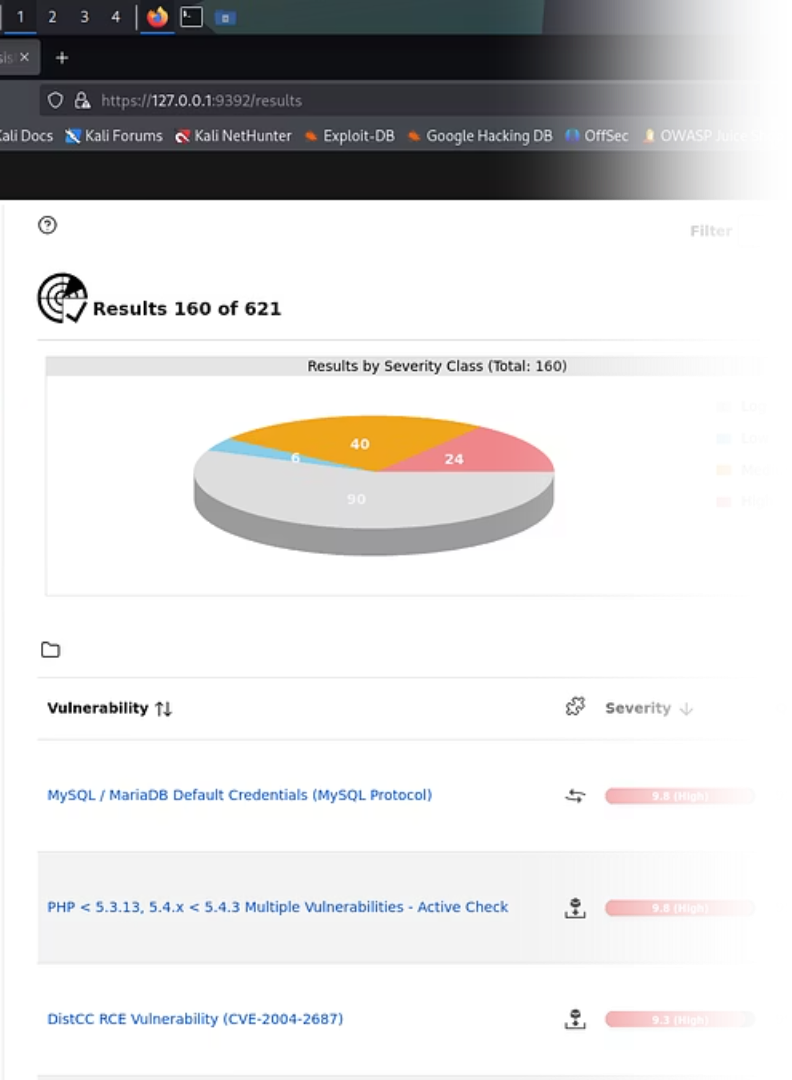 1 2 3 4
sis
+
https://127.0.0.1:9392/results
Kali Docs Kali Forums Kali NetHunter Exploit-DB Google Hacking DB OffSec OWASP Juice
Filter
Results 160 of 621
Results by Severity Class (Total: 160)
40
24
6
90
Vulnerability Severity
MySQL / MariaDB Default Credentials (MySQL Protocol)
PHP < 5.3.13, 5.4.x < 5.4.3 Multiple Vulnerabilities - Active Check 9.8 (High)
DistCC RCE Vulnerability (CVE-2004-2687) 9.3 (High)